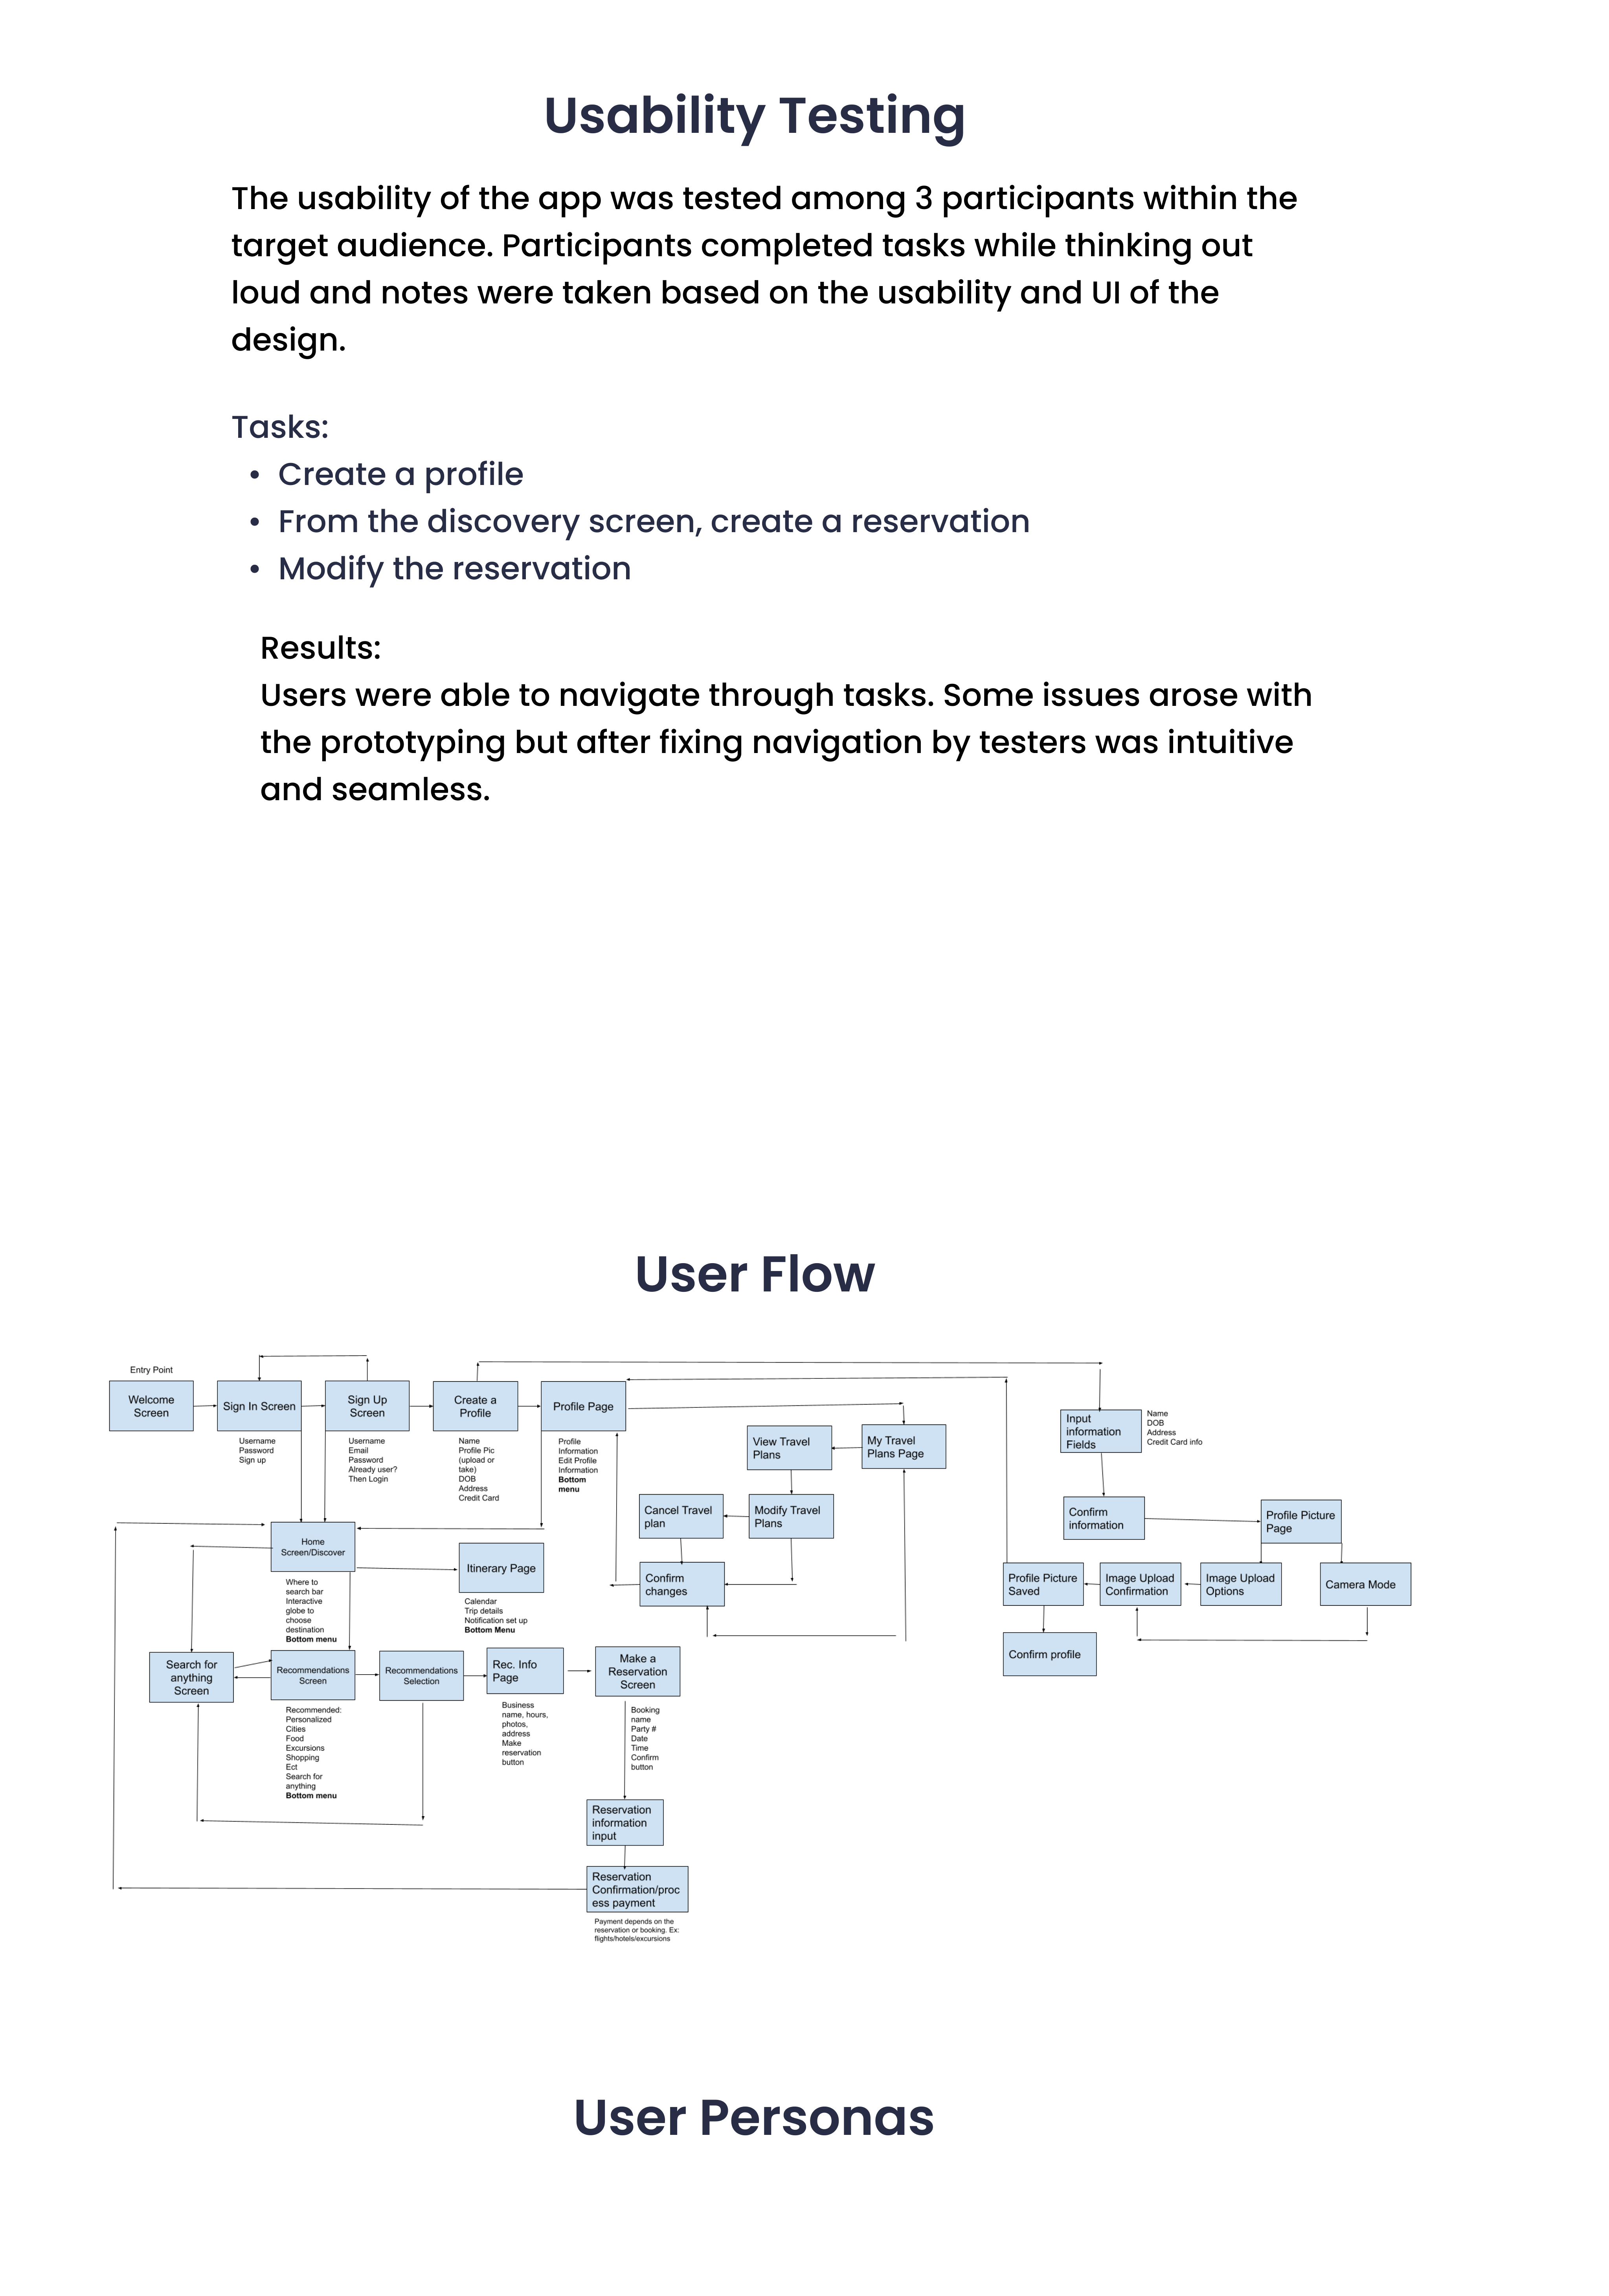 Usability Testing
The usability of the app was tested among 3 participants within the
target audience. Participants completed tasks while thinking out
loud and notes were taken based on the usability and UI of the
design.
Tasks:
• Create a profile
• From the discovery screen, create a reservation
• Modify the reservation
Results:
Users were able to navigate through tasks. Some issues arose with
the prototyping but after fixing navigation by testers was intuitive
and seamless.
User Flow
Entry Point
Welcome
Screen
Sign In Screen
Username
Password
Sign up
Sign Up
Screen
Username
Email
Password
Already user?
Then Login
Create a
Profile
Name
Profile Pic
(upload or
take)
DOB
Address
Credit Card
Profile Page
Profile
Information
Edit Profile
Information
Bottom
menu
View Travel
Plans
My Travel
Plans Page
Cancel Travel
plan
Modify Travel
Plans
Confirm
changes
Input
information
Fields
Name
DOB
Address
Credit Card info
Confirm
information
Profile Picture
Page
Profile Picture
Saved
Image Upload
Confirmation
Image Upload
Options
Camera Mode
Confirm profile
Home
Screen/Discover
Where to
search bar
Interactive
globe to
choose
destination
Bottom menu
Itinerary Page
Calendar
Trip details
Notification set up
Bottom Menu
Search for
anything
Screen
Recommendations
Screen
Recommended:
Personalized
Cities
Food
Excursions
Shopping
Ect
Search for
anything
Bottom menu
Recommendations
Selection
Rec. Info
Page
Business
name, hours,
photos,
address
Make
reservation
button
Make a
Reservation
Screen
Booking
name
Party #
Date
Time
Confirm
button
Reservation
information
input
Reservation
Confirmation/proc
ess payment
Payment depends on the
reservation or booking. Ex:
flights/hotels/excursions
User Personas